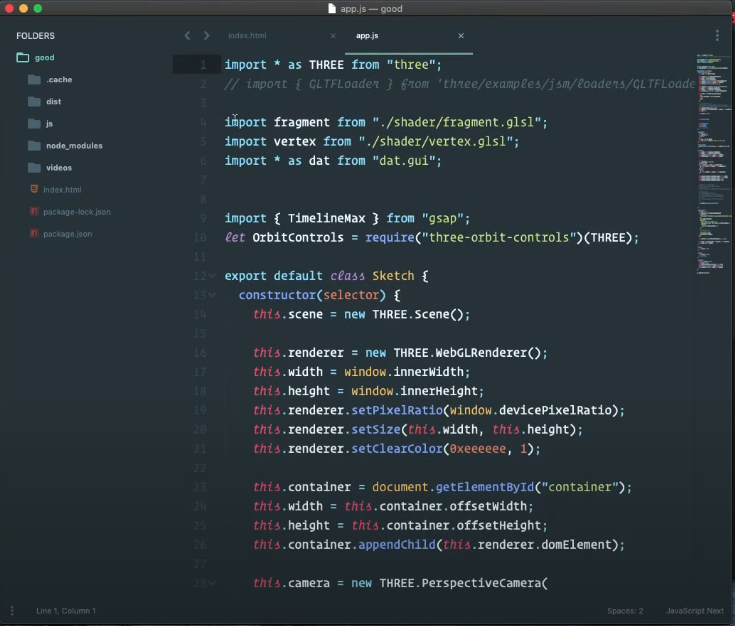 app.js — good
FOLDERS
good
.cache
dist
js
node_modules
videos
index.html
package-lock.json
package.json
index.html × app.js ×
1 import * as THREE from "three";
2 // import { GLTFLoader } from 'three/examples/jsm/loaders/GLTFLoade
3
4 import fragment from "./shader/fragment.glsl";
5 import vertex from "./shader/vertex.glsl";
6 import * as dat from "dat.gui";
7
8
9 import { TimelineMax } from "gsap";
10 let OrbitControls = require("three-orbit-controls")(THREE);
11
12 export default class Sketch {
13 constructor(selector) {
14 this.scene = new THREE.Scene();
15
16 this.renderer = new THREE.WebGLRenderer();
17 this.width = window.innerWidth;
18 this.height = window.innerHeight;
19 this.renderer.setPixelRatio(window.devicePixelRatio);
20 this.renderer.setSize(this.width, this.height);
21 this.renderer.setClearColor(0xeeeeee, 1);
22
23 this.container = document.getElementById("container");
24 this.width = this.container.offsetWidth;
25 this.height = this.container.offsetHeight;
26 this.container.appendChild(this.renderer.domElement);
27
28 this.camera = new THREE.PerspectiveCamera(
Line 1, Column 1
Spaces: 2
JavaScript Next